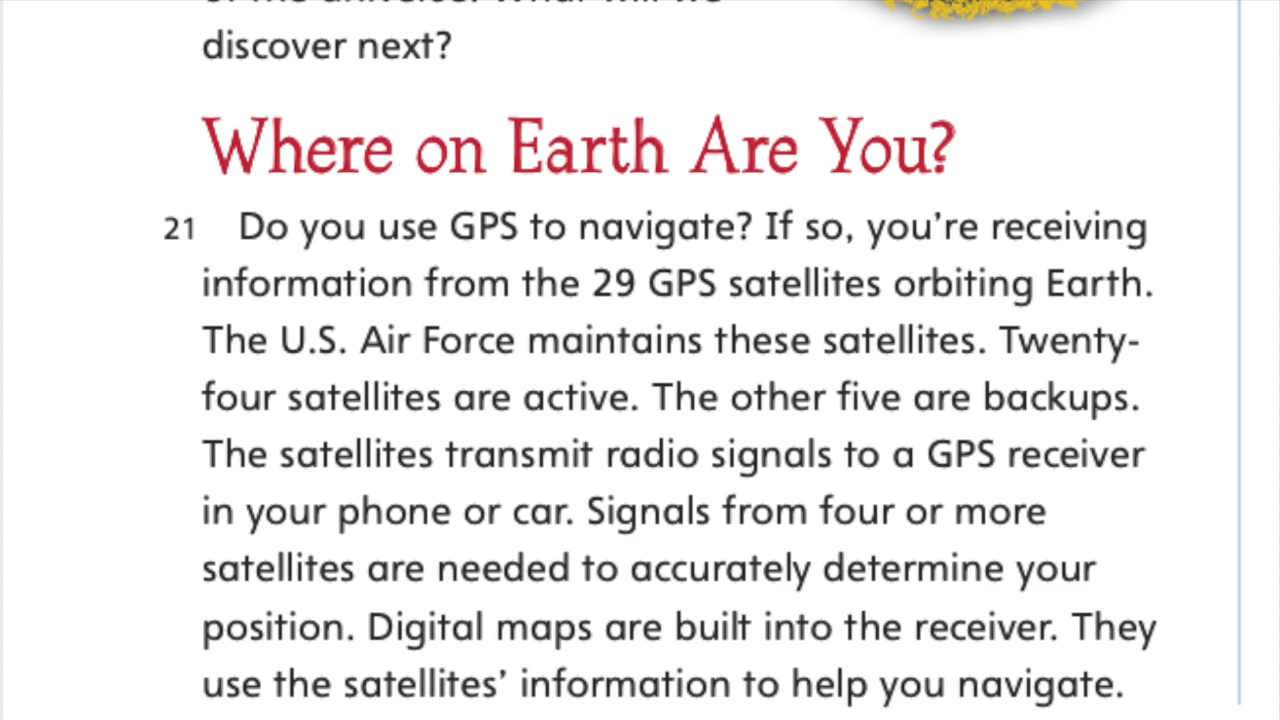 discover next?
Where on Earth Are You?
21 Do you use GPS to navigate? If so, you’re receiving
information from the 29 GPS satellites orbiting Earth.
The U.S. Air Force maintains these satellites. Twenty-
four satellites are active. The other five are backups.
The satellites transmit radio signals to a GPS receiver
in your phone or car. Signals from four or more
satellites are needed to accurately determine your
position. Digital maps are built into the receiver. They
use the satellites’ information to help you navigate.